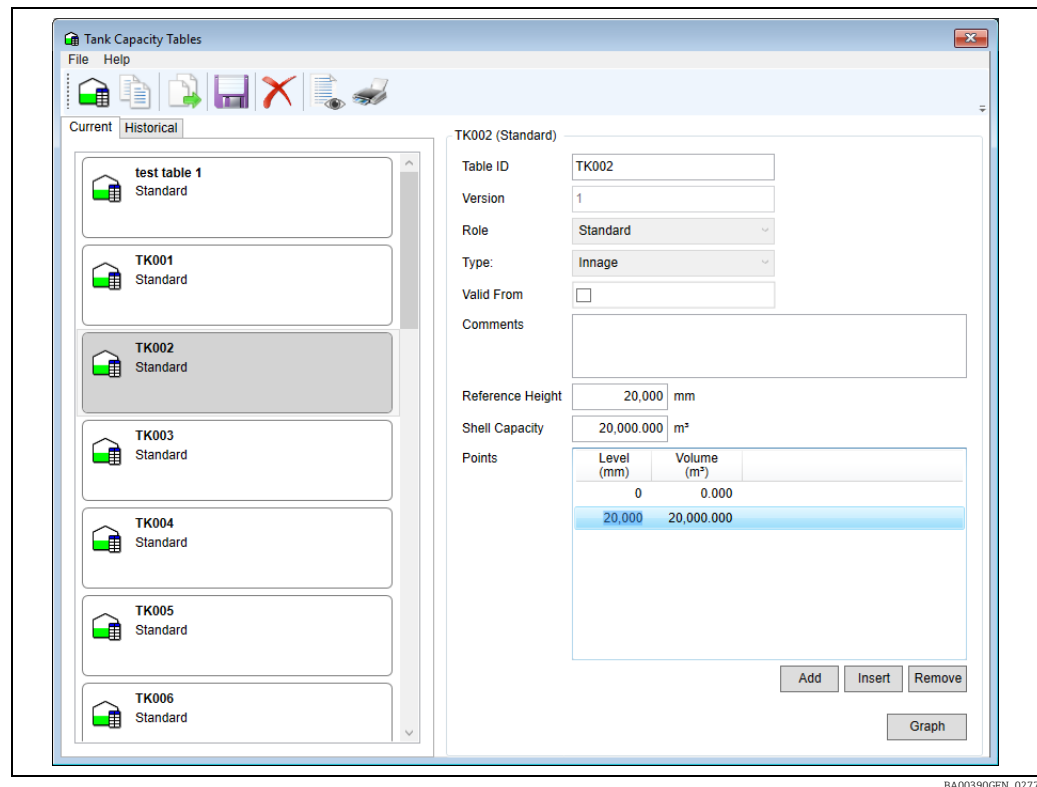 Tank Capacity Tables
File Help
Current Historical
test table 1
Standard
TK001
Standard
TK002
Standard
TK003
Standard
TK004
Standard
TK005
Standard
TK006
Standard
TK002 (Standard)
Table ID TK002
Version 1
Role Standard
Type: Innage
Valid From
Comments
Reference Height 20,000 mm
Shell Capacity 20,000.000 m³
Points Level Volume
(mm) (m³)
0 0.000
20,000 20,000.000
Add Insert Remove
Graph
BA00390GEN_0277